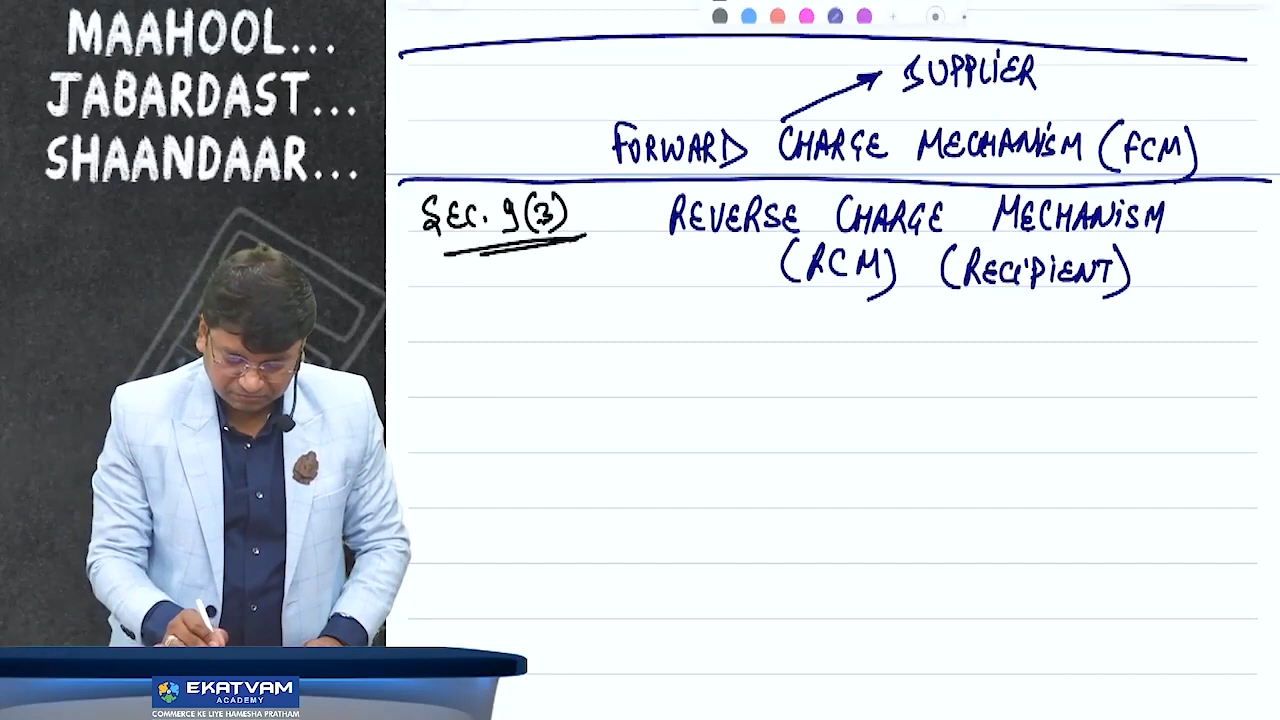 MAAHOOL...
JABARDAST...
SHAANDAAR...
SUPPLIER
FORWARD CHARGE MECHANISM (FCM)
SEC. 9(3)
REVERSE CHARGE MECHANISM
(RCM) (RECIPIENT)
EKATVAM
ACADEMY
COMMERCE KE LIYE HAMESHA PRATHAM